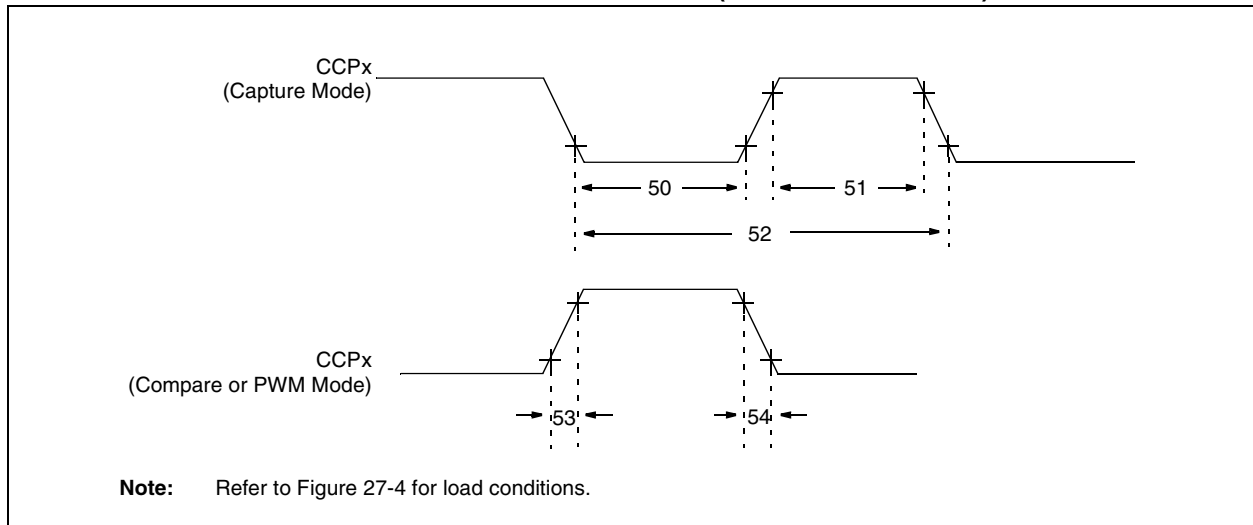 CCPx
(Capture Mode)
50
51
52
CCPx
(Compare or PWM Mode)
53
54
Note: Refer to Figure 27-4 for load conditions.